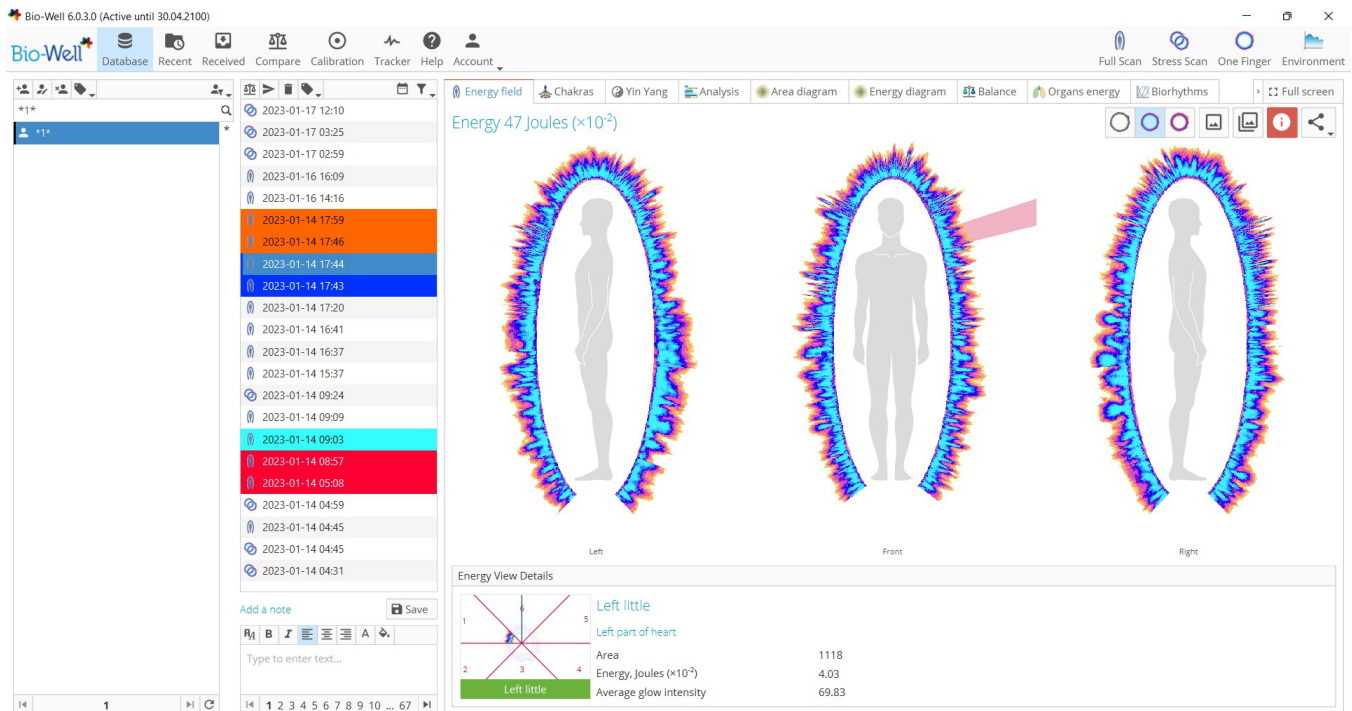 Bio-Well 6.0.3.0 (Active until 30.04.2100)
Bio-Well
Database Recent Received Compare Calibration Tracker Help Account Full Scan Stress Scan One Finger Environment
Energy field Chakras Yin Yang Analysis Area diagram Energy diagram Balance Organs energy Biorhythms Full screen
*1*
*1* *
2023-01-17 12:10
2023-01-17 03:25
2023-01-17 02:59
2023-01-16 16:09
2023-01-16 14:16
2023-01-14 17:59
2023-01-14 17:46
2023-01-14 17:44
2023-01-14 17:43
2023-01-14 17:20
2023-01-14 16:41
2023-01-14 16:37
2023-01-14 15:37
2023-01-14 09:24
2023-01-14 09:09
2023-01-14 09:03
2023-01-14 08:57
2023-01-14 05:08
2023-01-14 04:59
2023-01-14 04:45
2023-01-14 04:45
2023-01-14 04:31
Add a note Save
B I A
Type to enter text...
1
1 2 3 4 5 6 7 8 9 10 ... 67
Energy 47 Joules (×10⁻²)
Left Front Right
Energy View Details
6
1 5
2 3 4
Left little
Left little
Left part of heart
Area 1118
Energy, Joules (×10⁻²) 4.03
Average glow intensity 69.83